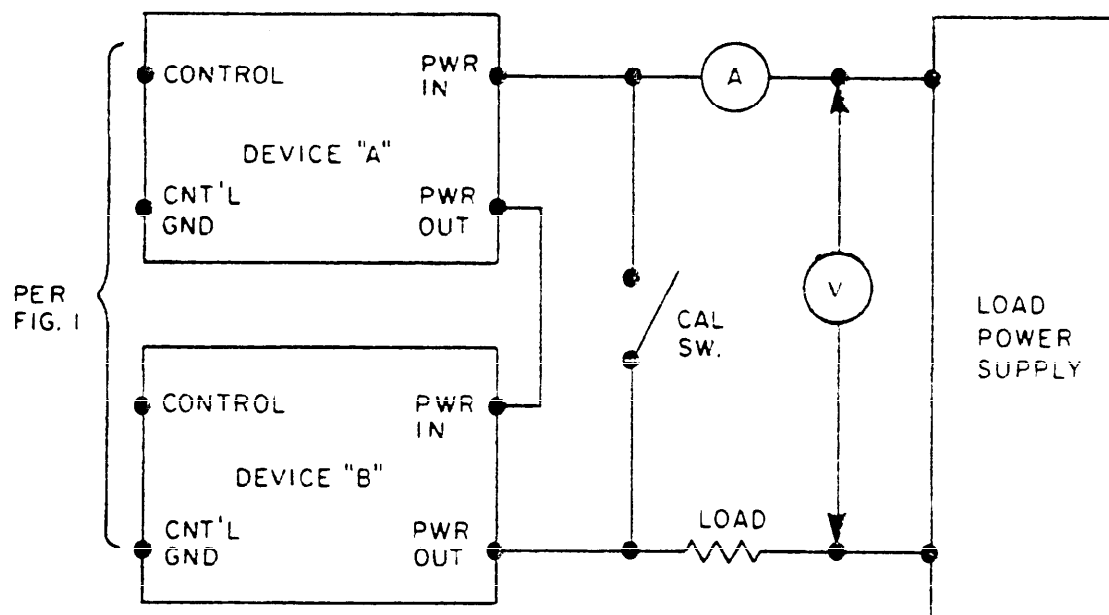 CONTROL
PWR
IN
DEVICE "A"
CNT'L
GND
PWR
OUT
A
PER
FIG. 1
CAL
SW.
V
LOAD
POWER
SUPPLY
CONTROL
PWR
IN
DEVICE "B"
CNT'L
GND
PWR
OUT
LOAD